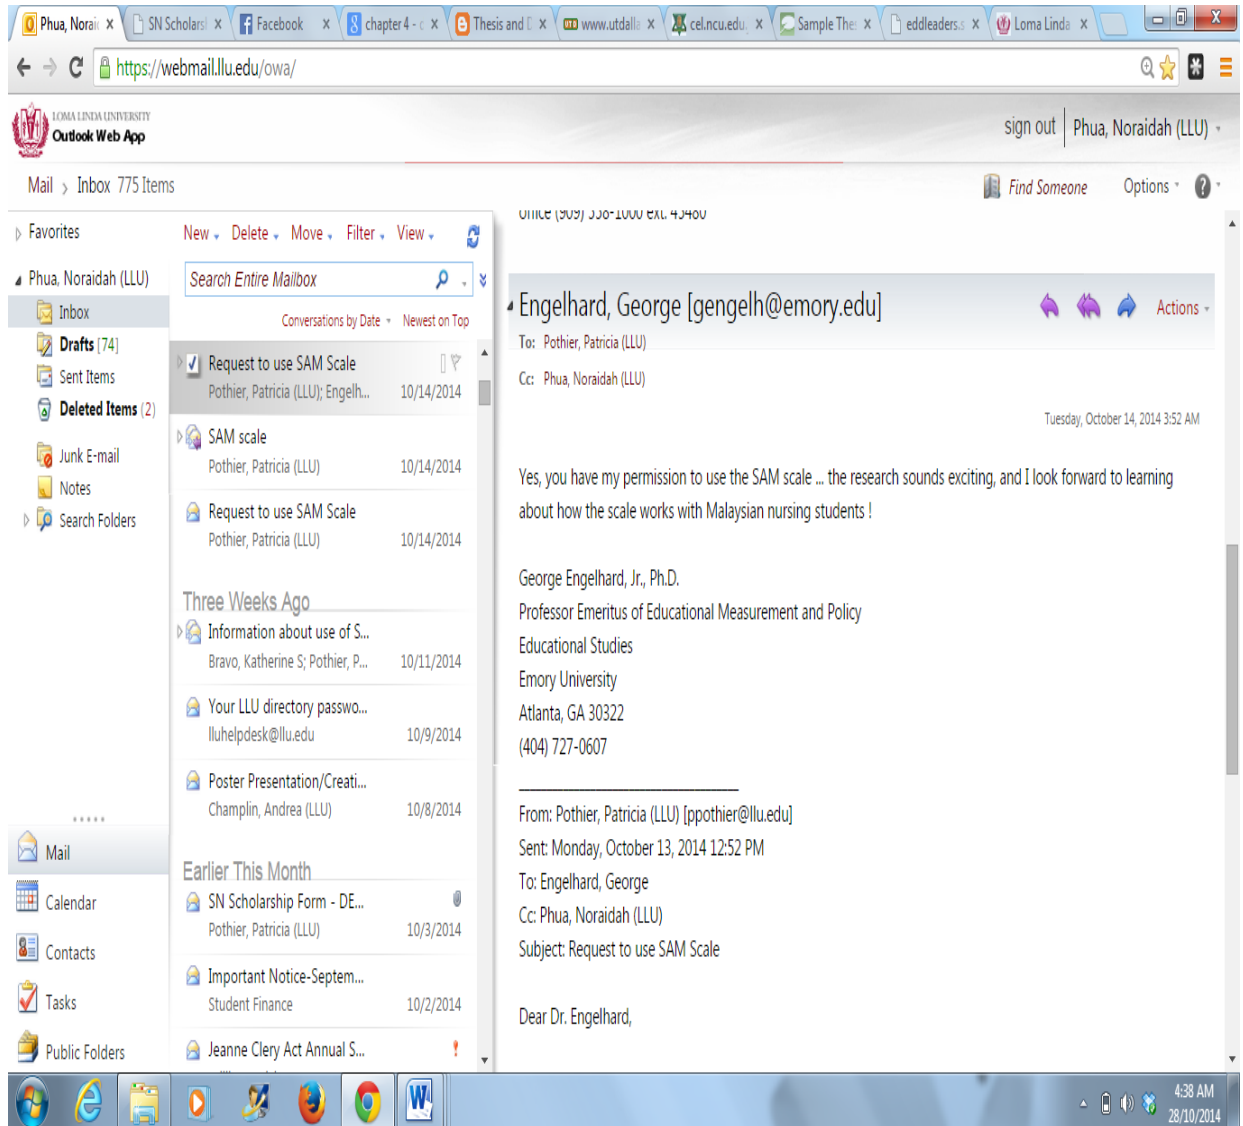 Phua, Noraid
SN Scholarsh
Facebook
chapter 4 - c
Thesis and D
www.utdalla
cel.ncu.edu
Sample The
eddleaders.s
Loma Linda
https://webmail.llu.edu/owa/
LOMA LINDA UNIVERSITY
Outlook Web App
sign out
Phua, Noraidah (LLU)
Mail > Inbox 775 Items
Find Someone
Options
Favorites
Phua, Noraidah (LLU)
Inbox
Drafts [74]
Sent Items
Deleted Items (2)
Junk E-mail
Notes
Search Folders
Mail
Calendar
Contacts
Tasks
Public Folders
New Delete Move Filter View
Search Entire Mailbox
Conversations by Date Newest on Top
Request to use SAM Scale
Pothier, Patricia (LLU); Engelh... 10/14/2014
SAM scale
Pothier, Patricia (LLU) 10/14/2014
Request to use SAM Scale
Pothier, Patricia (LLU) 10/14/2014
Three Weeks Ago
Information about use of S...
Bravo, Katherine S; Pothier, P... 10/11/2014
Your LLU directory passwo...
lluhelpdesk@llu.edu 10/9/2014
Poster Presentation/Creati...
Champlin, Andrea (LLU) 10/8/2014
Earlier This Month
SN Scholarship Form - DE...
Pothier, Patricia (LLU) 10/3/2014
Important Notice-Septem...
Student Finance 10/2/2014
Jeanne Clery Act Annual S...
Office (909) 558-1000 ext. 45480
Engelhard, George [gengelh@emory.edu]
Actions
To: Pothier, Patricia (LLU)
Cc: Phua, Noraidah (LLU)
Tuesday, October 14, 2014 3:52 AM
Yes, you have my permission to use the SAM scale ... the research sounds exciting, and I look forward to learning
about how the scale works with Malaysian nursing students !
George Engelhard, Jr., Ph.D.
Professor Emeritus of Educational Measurement and Policy
Educational Studies
Emory University
Atlanta, GA 30322
(404) 727-0607
From: Pothier, Patricia (LLU) [ppothier@llu.edu]
Sent: Monday, October 13, 2014 12:52 PM
To: Engelhard, George
Cc: Phua, Noraidah (LLU)
Subject: Request to use SAM Scale
Dear Dr. Engelhard,
4:38 AM
28/10/2014